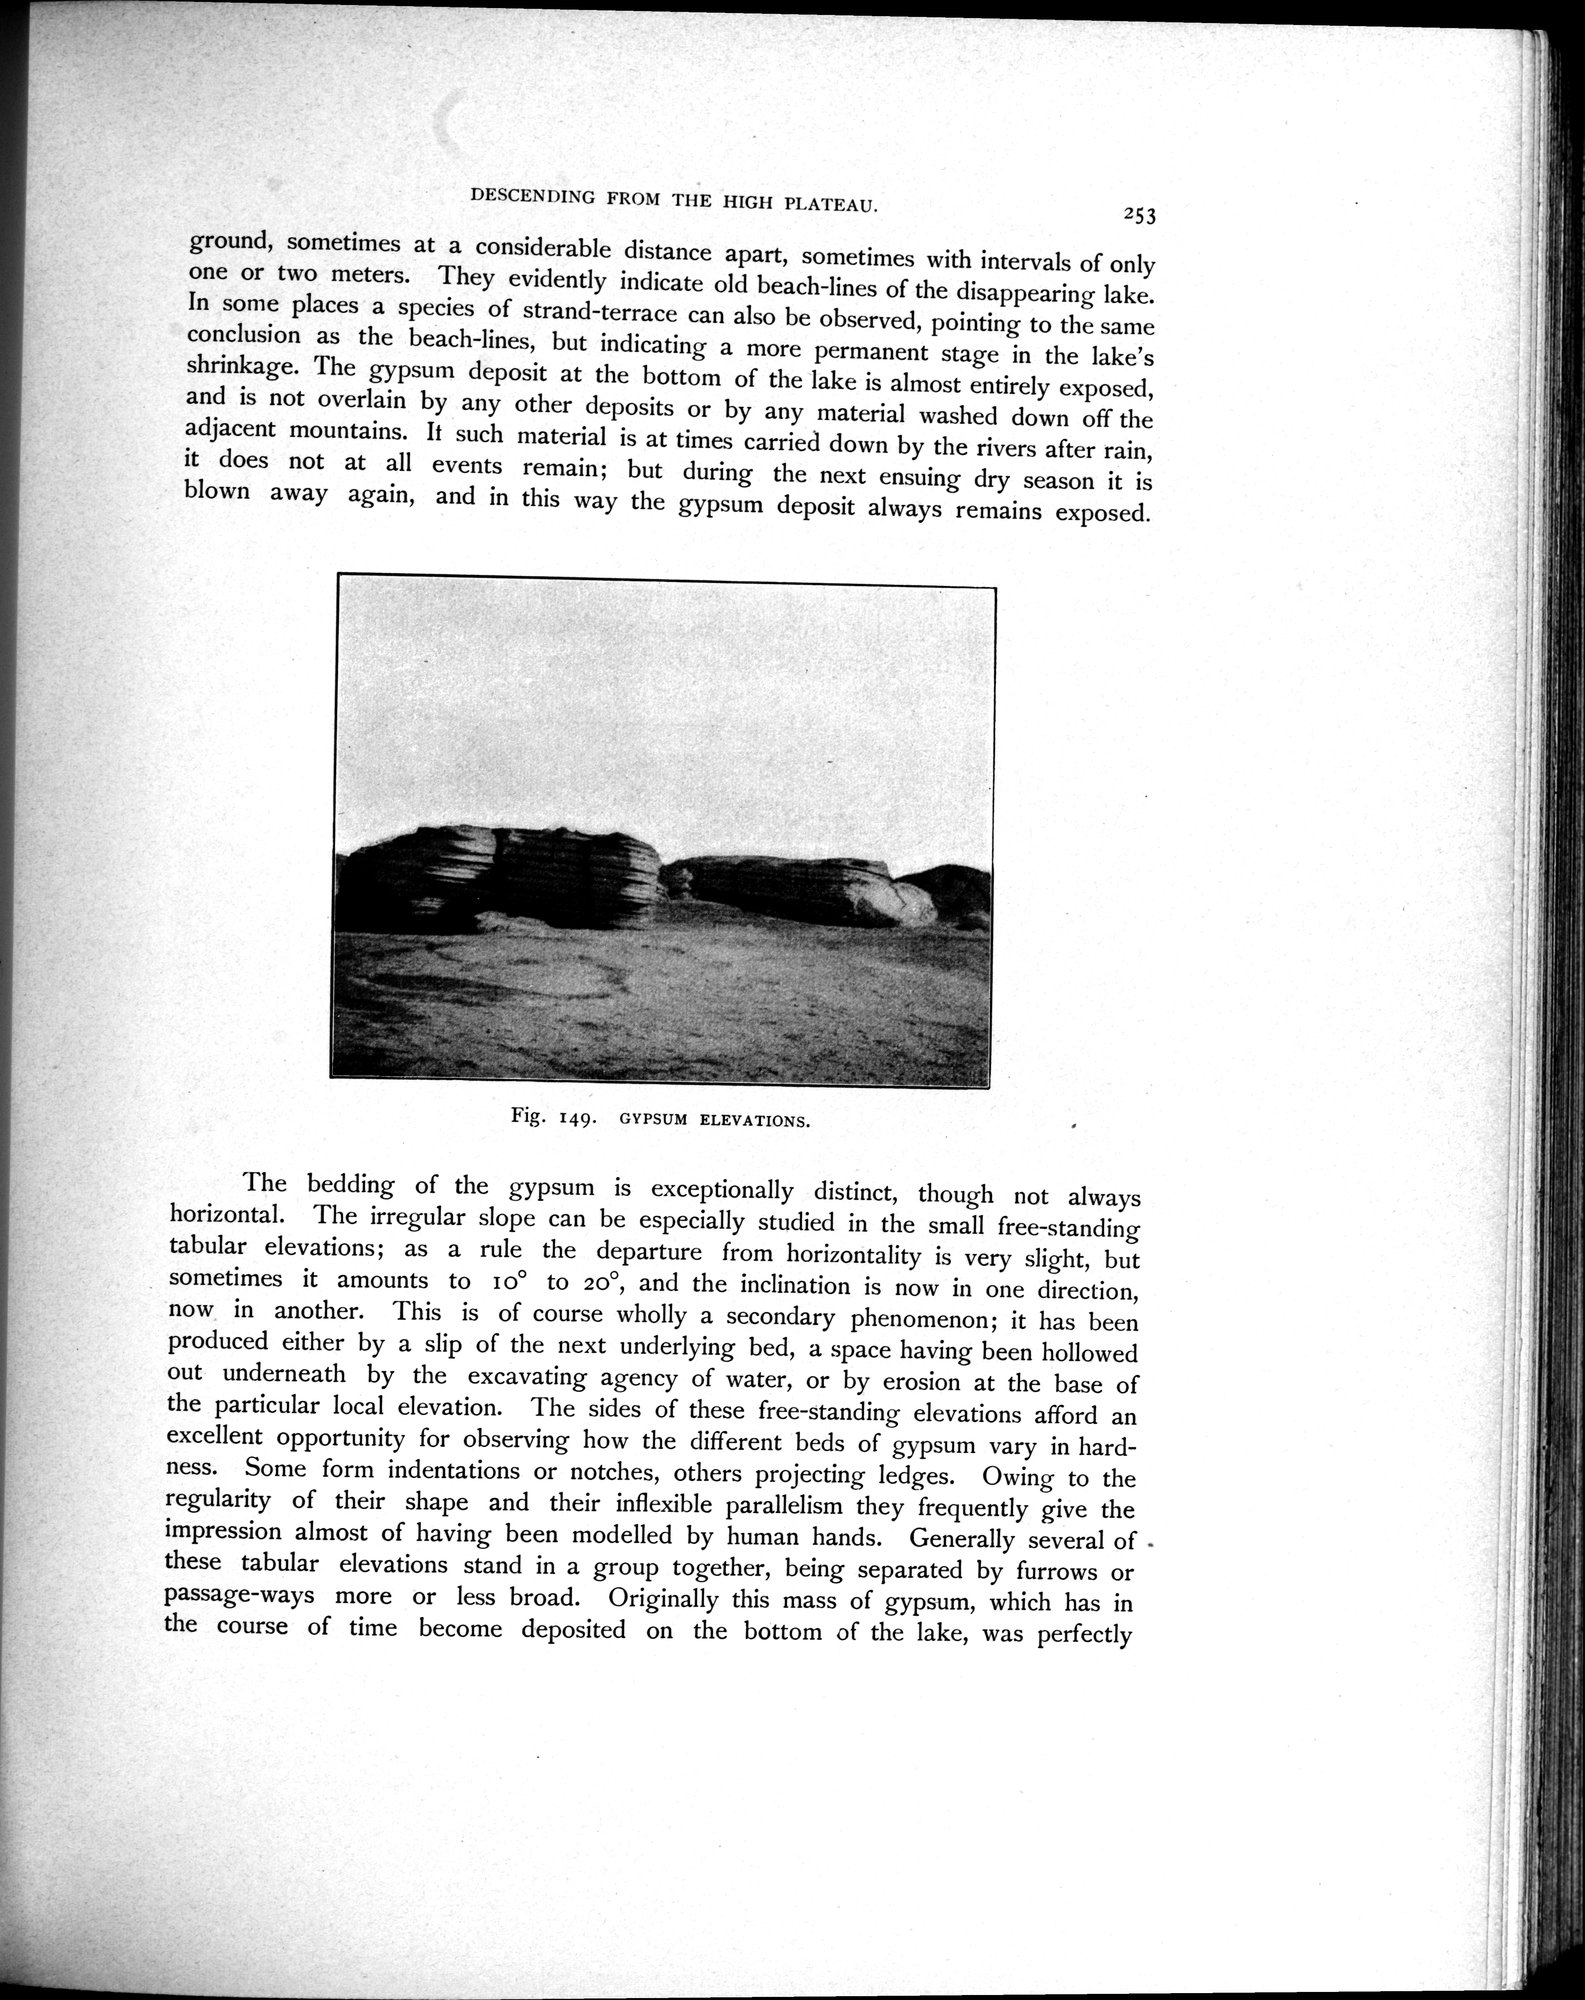 DESCENDING FROM THE HIGH PLATEAU. 253
ground, sometimes at a considerable distance apart, sometimes with intervals of only
one or two meters. They evidently indicate old beach-lines of the disappearing lake.
In some places a species of strand-terrace can also be observed, pointing to the same
conclusion as the beach-lines, but indicating a more permanent stage in the lake's
shrinkage. The gypsum deposit at the bottom of the lake is almost entirely exposed,
and is not overlain by any other deposits or by any material washed down off the
adjacent mountains. If such material is at times carried down by the rivers after rain,
it does not at all events remain; but during the next ensuing dry season it is
blown away again, and in this way the gypsum deposit always remains exposed.
Fig. 149. GYPSUM ELEVATIONS.
The bedding of the gypsum is exceptionally distinct, though not always
horizontal. The irregular slope can be especially studied in the small free-standing
tabular elevations; as a rule the departure from horizontality is very slight, but
sometimes it amounts to 10° to 20°, and the inclination is now in one direction,
now in another. This is of course wholly a secondary phenomenon; it has been
produced either by a slip of the next underlying bed, a space having been hollowed
out underneath by the excavating agency of water, or by erosion at the base of
the particular local elevation. The sides of these free-standing elevations afford an
excellent opportunity for observing how the different beds of gypsum vary in hard-
ness. Some form indentations or notches, others projecting ledges. Owing to the
regularity of their shape and their inflexible parallelism they frequently give the
impression almost of having been modelled by human hands. Generally several of
these tabular elevations stand in a group together, being separated by furrows or
passage-ways more or less broad. Originally this mass of gypsum, which has in
the course of time become deposited on the bottom of the lake, was perfectly